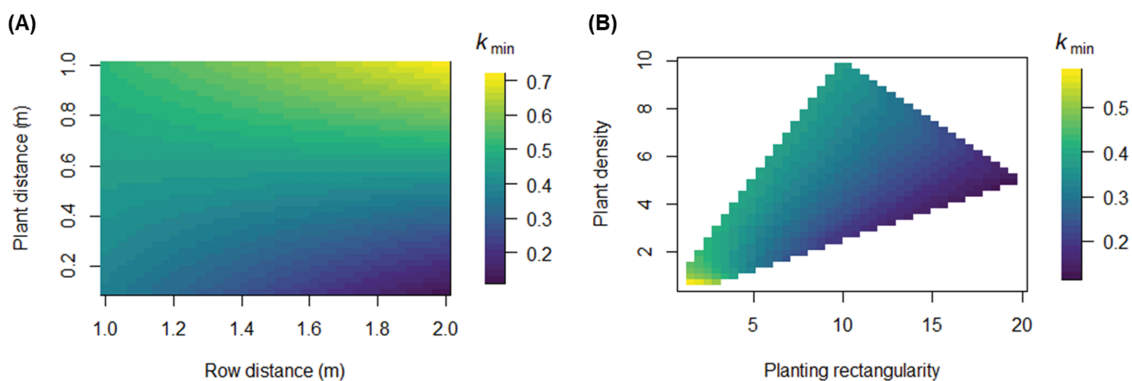 (A)
k min
Plant distance (m)
1.0
0.8
0.6
0.4
0.2
1.0 1.2 1.4 1.6 1.8 2.0
Row distance (m)
0.7
0.6
0.5
0.4
0.3
0.2
(B)
k min
Plant density
10
8
6
4
2
5 10 15 20
Planting rectangularity
0.5
0.4
0.3
0.2